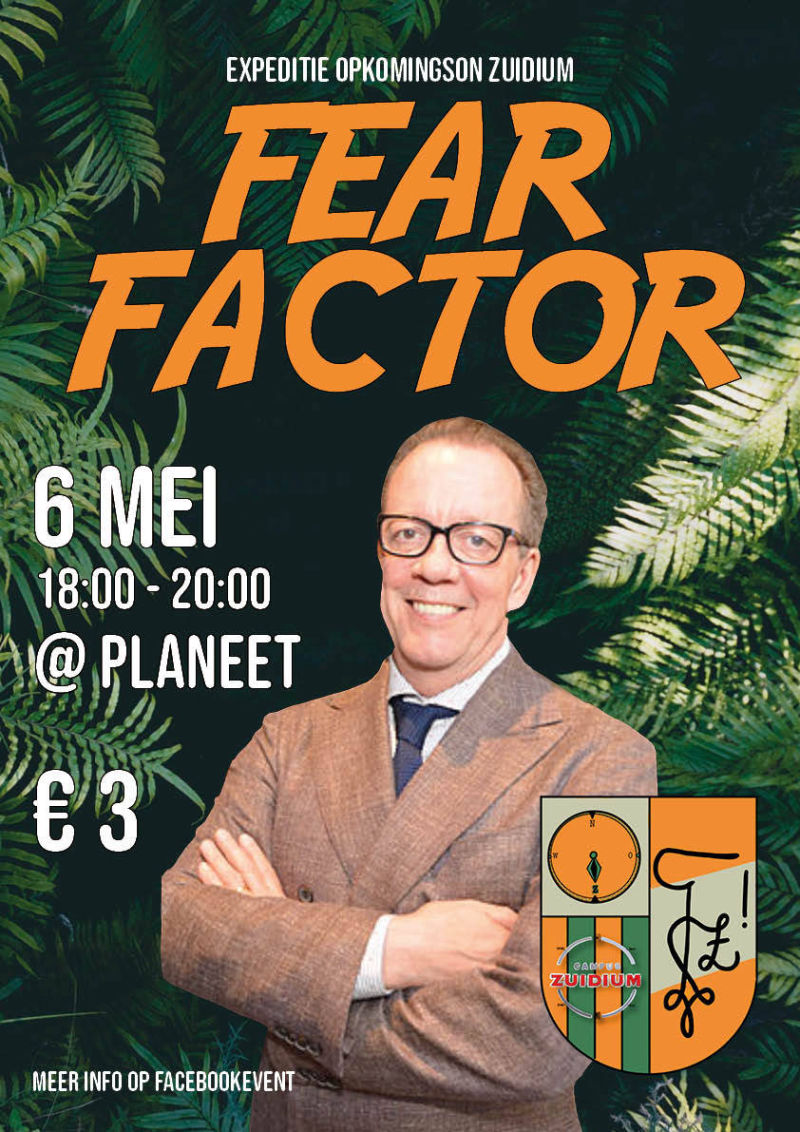 EXPEDITIE OPKOMINGSON ZUIDIUM
FEAR
FACTOR
6 MEI
18:00 - 20:00
@ PLANEET
€ 3
N
W O
Z
CAMPUS
ZUIDIUM
Z!
MEER INFO OP FACEBOOKEVENT